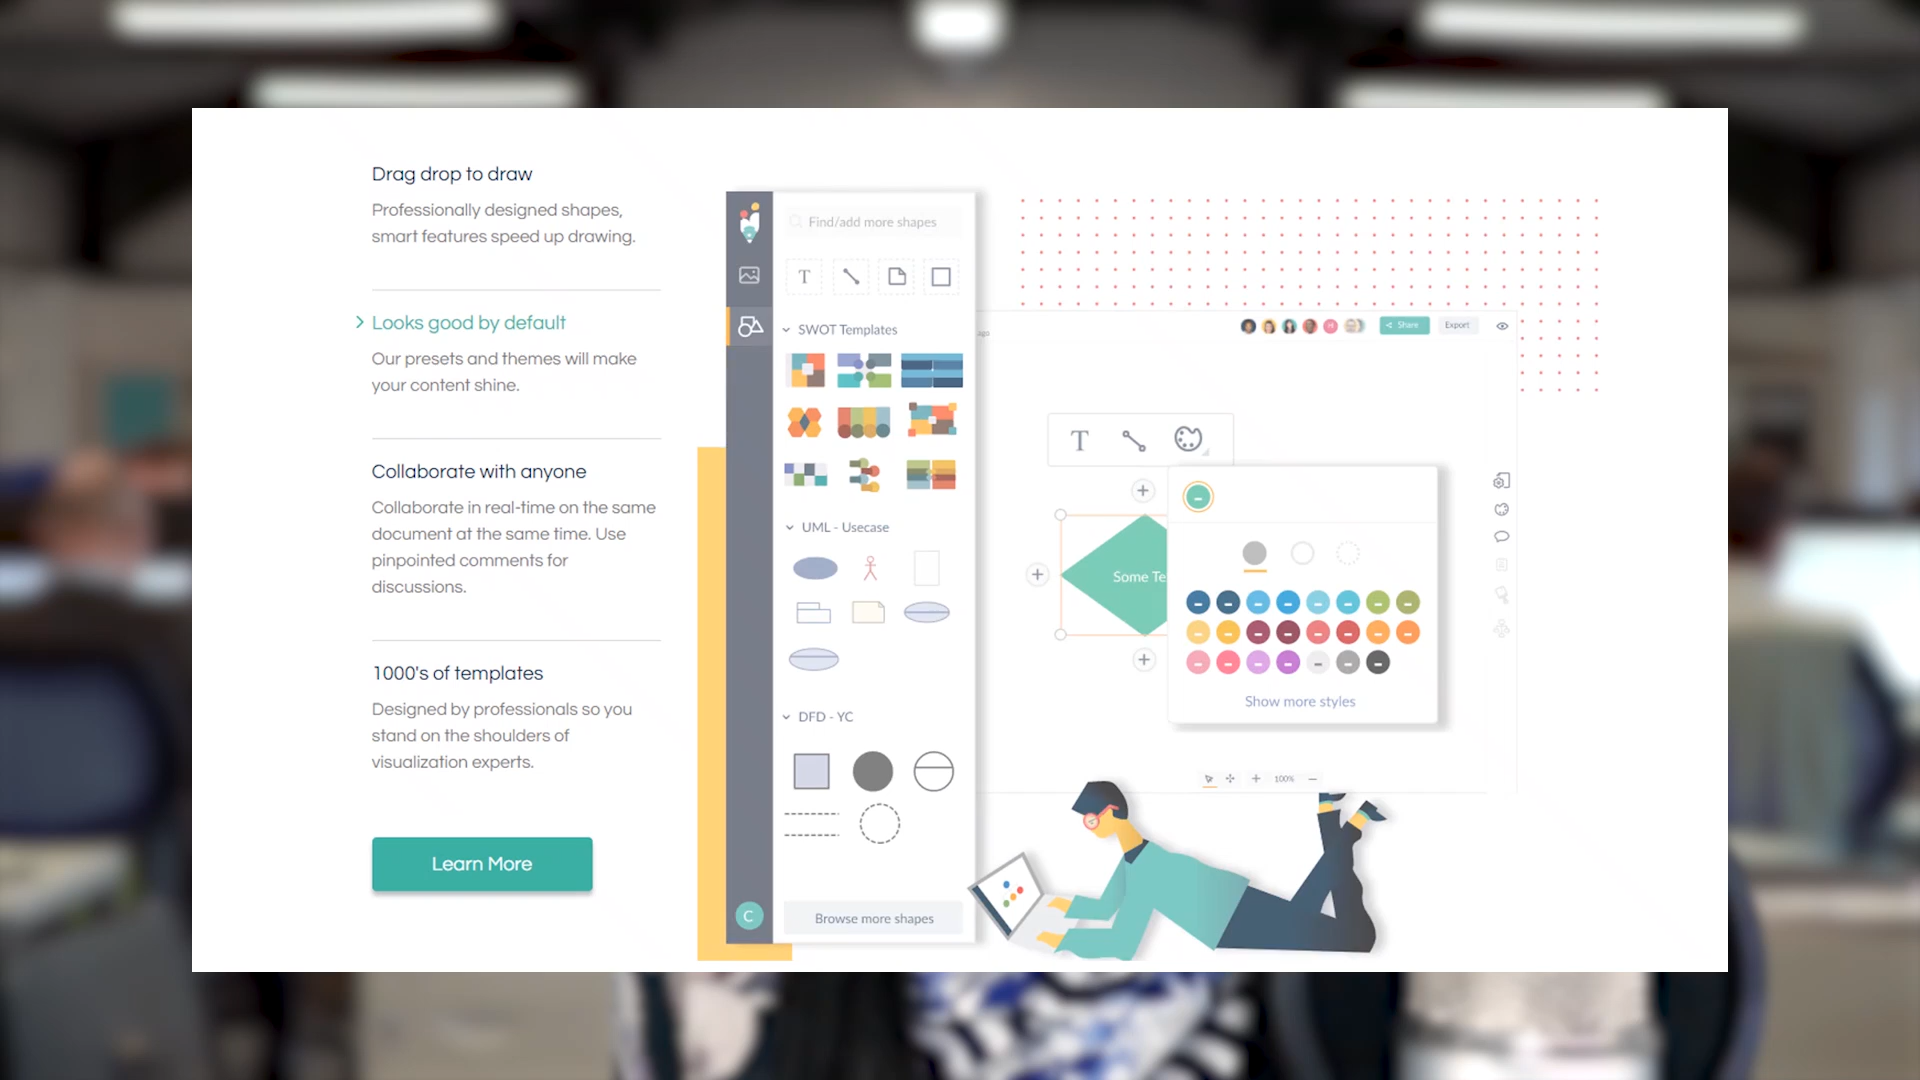 Drag drop to draw
Professionally designed shapes,
smart features speed up drawing.
Looks good by default
Our presets and themes will make
your content shine.
Collaborate with anyone
Collaborate in real-time on the same
document at the same time. Use
pinpointed comments for
discussions.
1000's of templates
Designed by professionals so you
stand on the shoulders of
visualization experts.
Learn More
Find/add more shapes
T
SWOT Templates
UML - Usecase
DFD - YC
C
Browse more shapes
ago
Share
Export
T
Some Te
Show more styles
100%